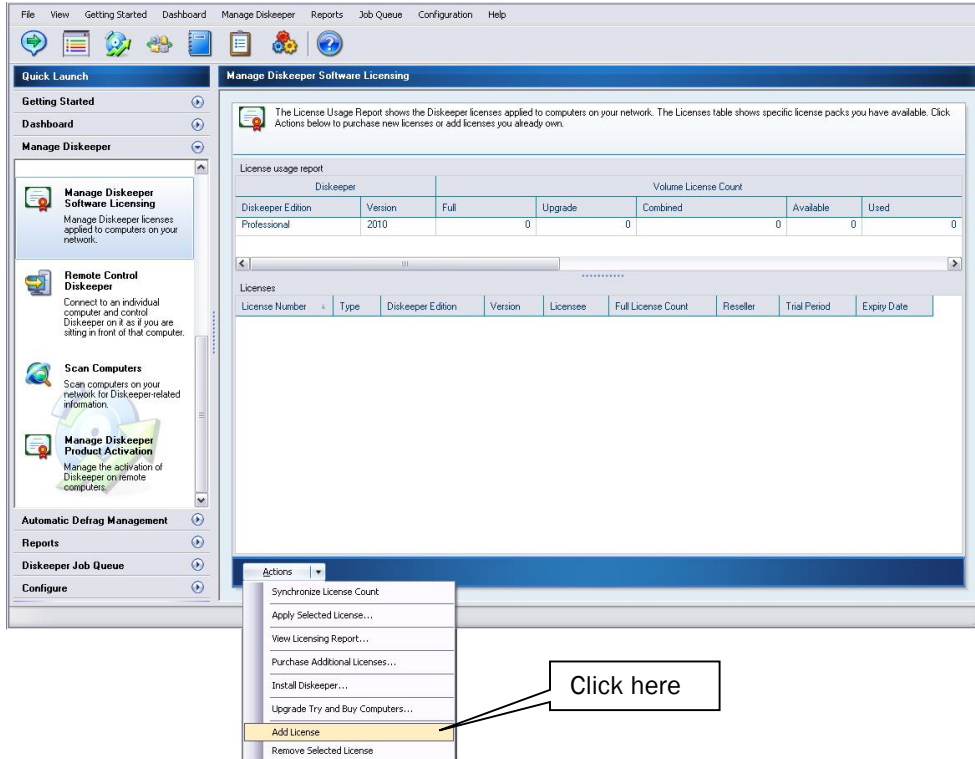 File View Getting Started Dashboard Manage Diskeeper Reports Job Queue Configuration Help
Quick Launch
Getting Started
Dashboard
Manage Diskeeper
Manage Diskeeper
Software Licensing
Manage Diskeeper licenses
applied to computers on your
network.
Remote Control
Diskeeper
Connect to an individual
computer and control
Diskeeper on it as if you are
sitting in front of that computer.
Scan Computers
Scan computers on your
network for Diskeeper-related
information.
Manage Diskeeper
Product Activation
Manage the activation of
Diskeeper on remote
computers.
Automatic Defrag Management
Reports
Diskeeper Job Queue
Configure
Manage Diskeeper Software Licensing
The License Usage Report shows the Diskeeper licenses applied to computers on your network. The Licenses table shows specific license packs you have available. Click
Actions below to purchase new licenses or add licenses you already own.
License usage report
Diskeeper Volume License Count
Diskeeper Edition Version Full Upgrade Combined Available Used
Professional 2010 0 0 0 0 0
Licenses
License Number Type Diskeeper Edition Version Licensee Full License Count Reseller Trial Period Expiry Date
Actions
Synchronize License Count
Apply Selected License...
View Licensing Report...
Purchase Additional Licenses...
Install Diskeeper...
Upgrade Try and Buy Computers...
Add License
Remove Selected License
Click here